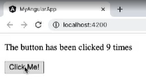 MyAngularApp
localhost:4200
The button has been clicked 9 times
Click Me!